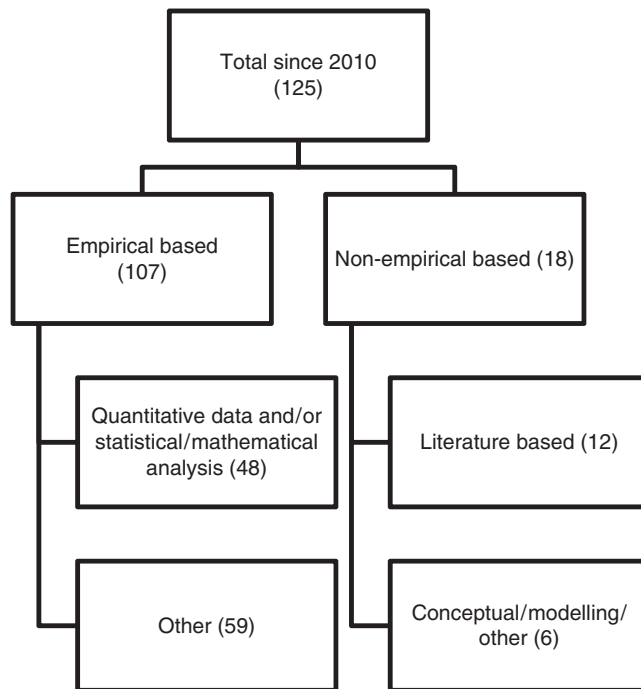 Total since 2010
(125)
Empirical based
(107)
Non-empirical based (18)
Quantitative data and/or
statistical/mathematical
analysis (48)
Literature based (12)
Other (59)
Conceptual/modelling/
other (6)